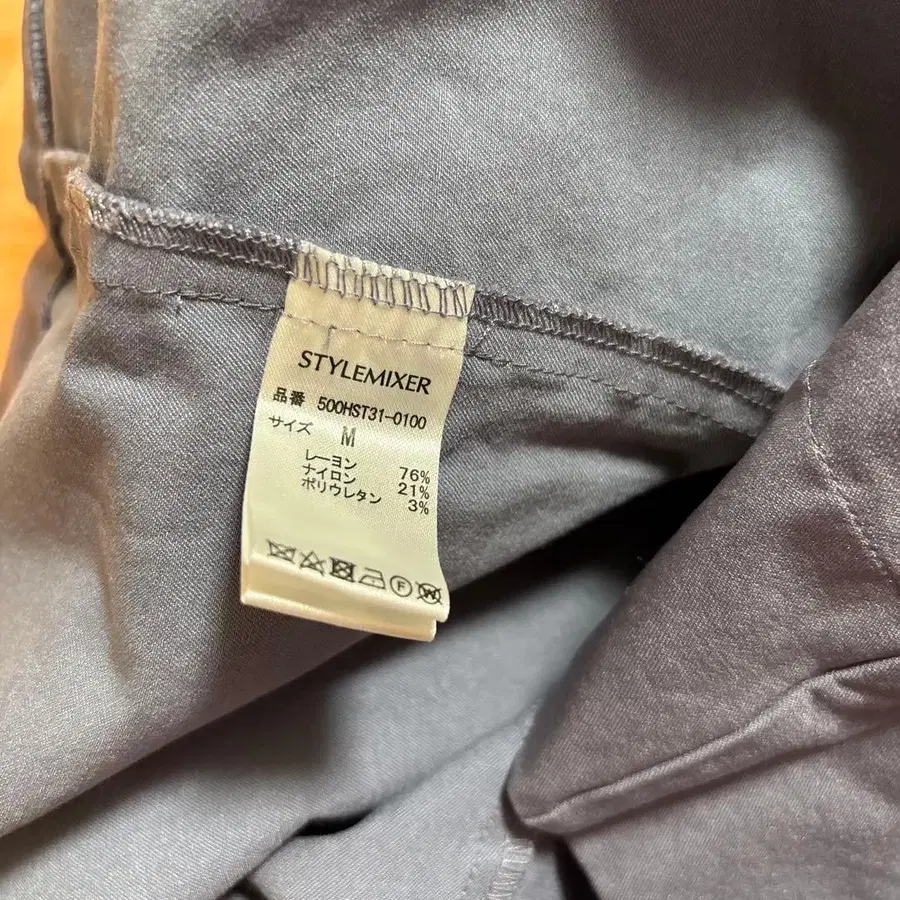 STYLEMIXER
品番 500HST31-0100
サイズ M
レーヨン 76%
ナイロン 21%
ポリウレタン 3%
F W